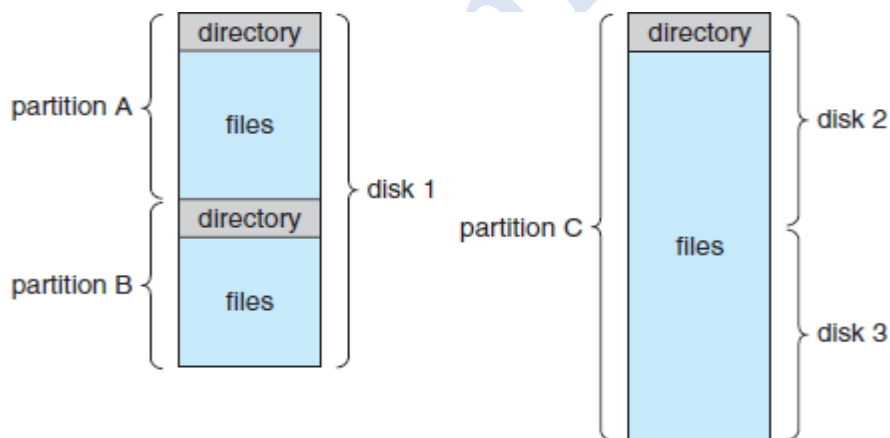 directory
partition A
files
disk 1
directory
partition B
files
directory
disk 2
partition C
files
disk 3